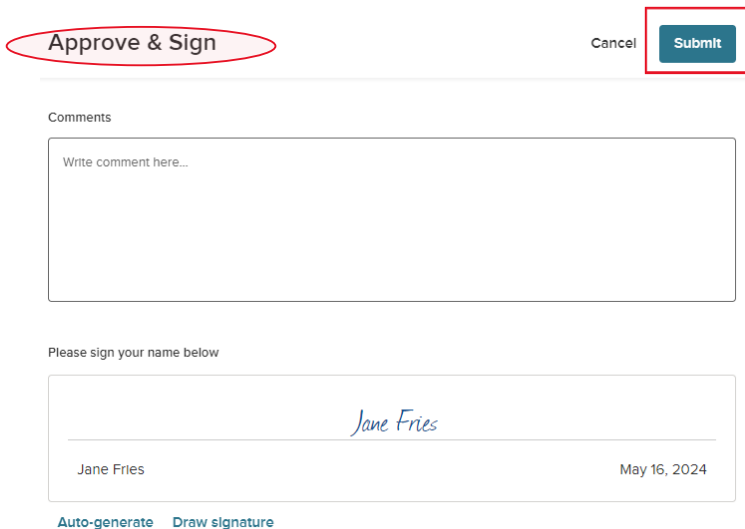 Approve & Sign Cancel Submit
Comments
Write comment here...
Please sign your name below
Jane Fries
Jane Fries May 16, 2024
Auto-generate Draw signature